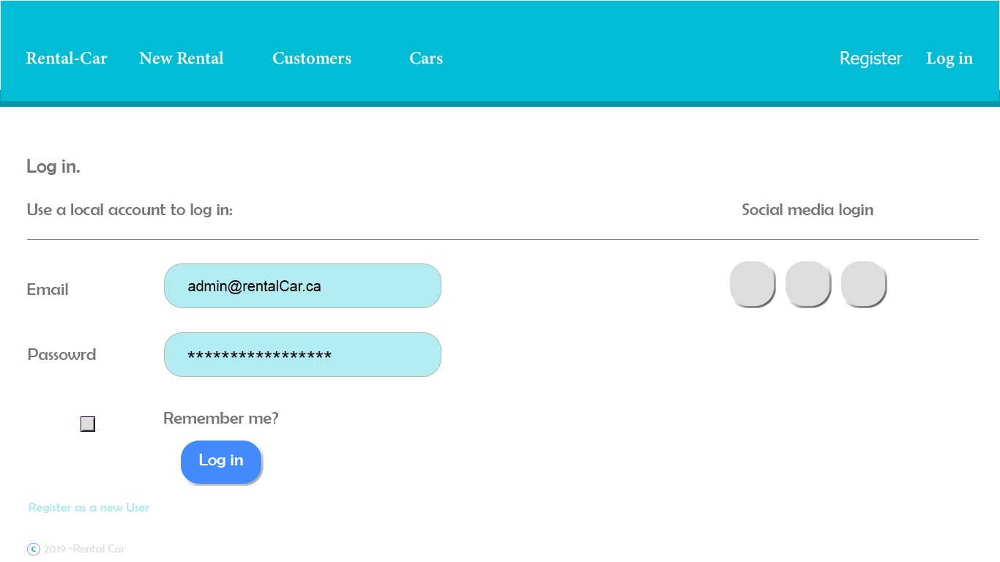 Rental-Car New Rental Customers Cars Register Log in
Log in.
Use a local account to log in: Social media login
Email admin@rentalCar.ca
Passowrd *****************
Remember me?
Log in
Register as a new User
© 2019 -Rental Car